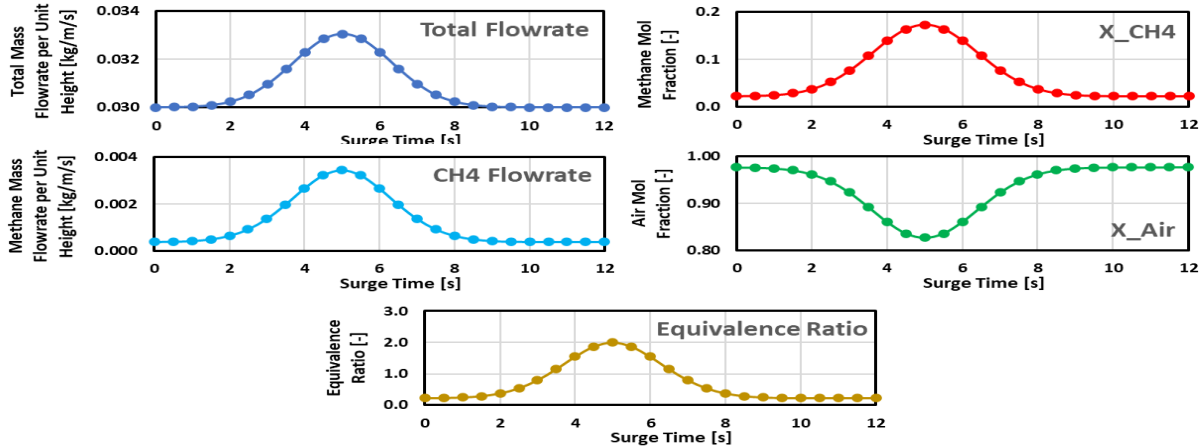 Total Mass
Flowrate per Unit
Height [kg/m/s]
0.034
0.032
0.030
Total Flowrate
0 2 4 6 8 10 12
Surge Time [s]
Methane Mol
Fraction [-]
0.2
0.1
0.0
X_CH4
0 2 4 6 8 10 12
Surge Time [s]
Methane Mass
Flowrate per Unit
Height [kg/m/s]
0.004
0.002
0.000
CH4 Flowrate
0 2 4 6 8 10 12
Surge Time [s]
Air Mol
Fraction [-]
1.00
0.90
0.80
X_Air
0 2 4 6 8 10 12
Surge Time [s]
Equivalence
Ratio [-]
3.0
2.0
1.0
0.0
Equivalence Ratio
0 2 4 6 8 10 12
Surge Time [s]